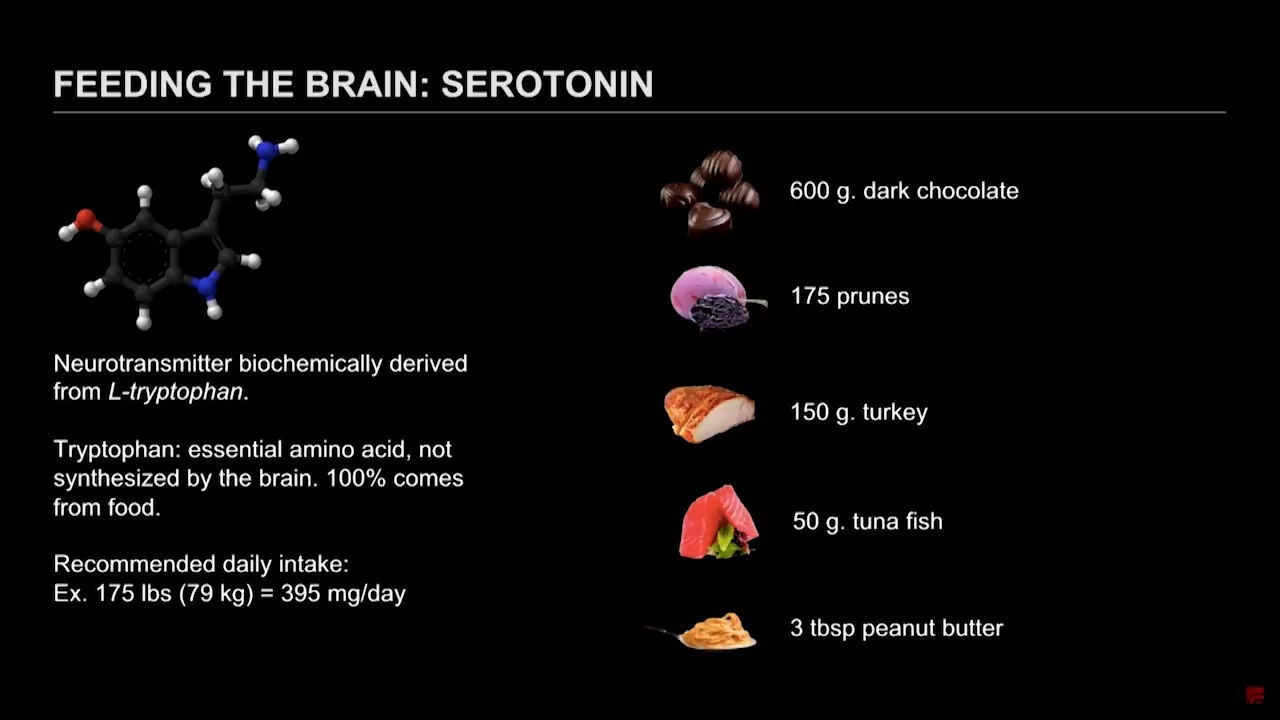 FEEDING THE BRAIN: SEROTONIN
Neurotransmitter biochemically derived
from L-tryptophan.
Tryptophan: essential amino acid, not
synthesized by the brain. 100% comes
from food.
Recommended daily intake:
Ex. 175 lbs (79 kg) = 395 mg/day
600 g. dark chocolate
175 prunes
150 g. turkey
50 g. tuna fish
3 tbsp peanut butter